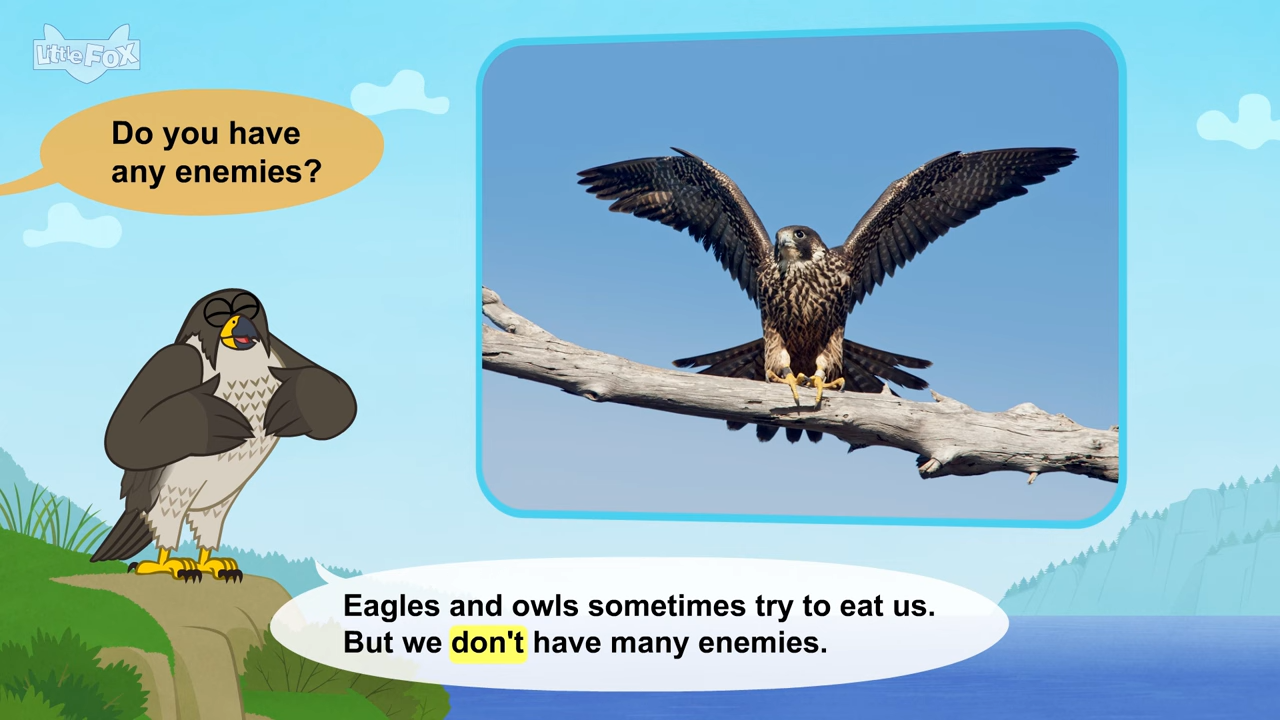 Little Fox
Do you have
any enemies?
Eagles and owls sometimes try to eat us.
But we don't have many enemies.